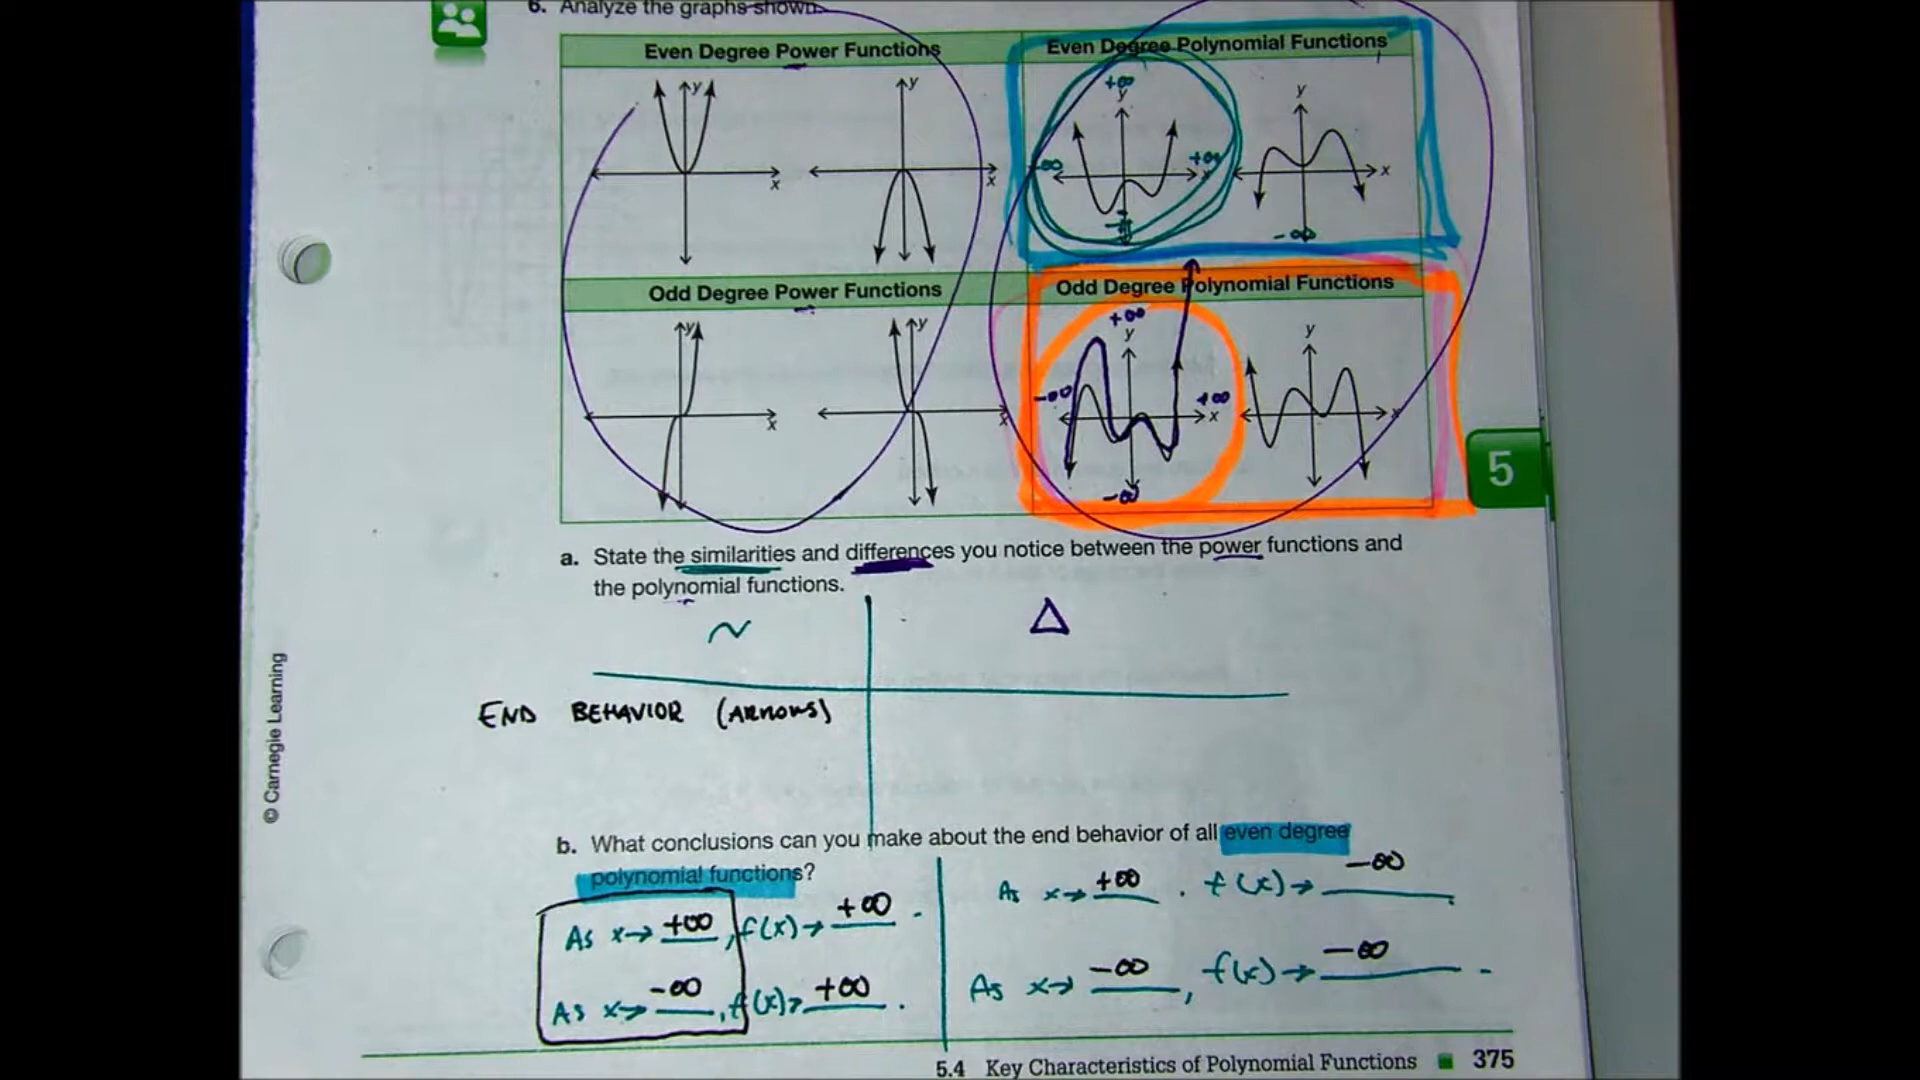 6. Analyze the graphs shown.
Even Degree Power Functions
Even Degree Polynomial Functions
y
x
y
x
+∞
y
-∞
+∞
x
-∞
y
x
-∞
Odd Degree Power Functions
Odd Degree Polynomial Functions
y
x
y
x
+∞
y
-∞
+∞
x
-∞
y
x
5
a. State the similarities and differences you notice between the power functions and
the polynomial functions.
~ Δ
END BEHAVIOR (ARROWS)
b. What conclusions can you make about the end behavior of all even degree
polynomial functions?
As x→ +∞, f(x)→ +∞.
As x→ -∞, f(x)→ +∞.
As x→ +∞. f(x)→ -∞.
As x→ -∞, f(x)→ -∞.
© Carnegie Learning
5.4 Key Characteristics of Polynomial Functions 375